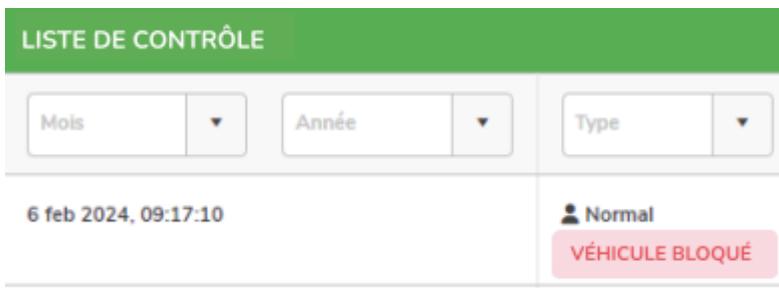 LISTE DE CONTRÔLE
Mois Année Type
6 feb 2024, 09:17:10 Normal
VÉHICULE BLOQUÉ